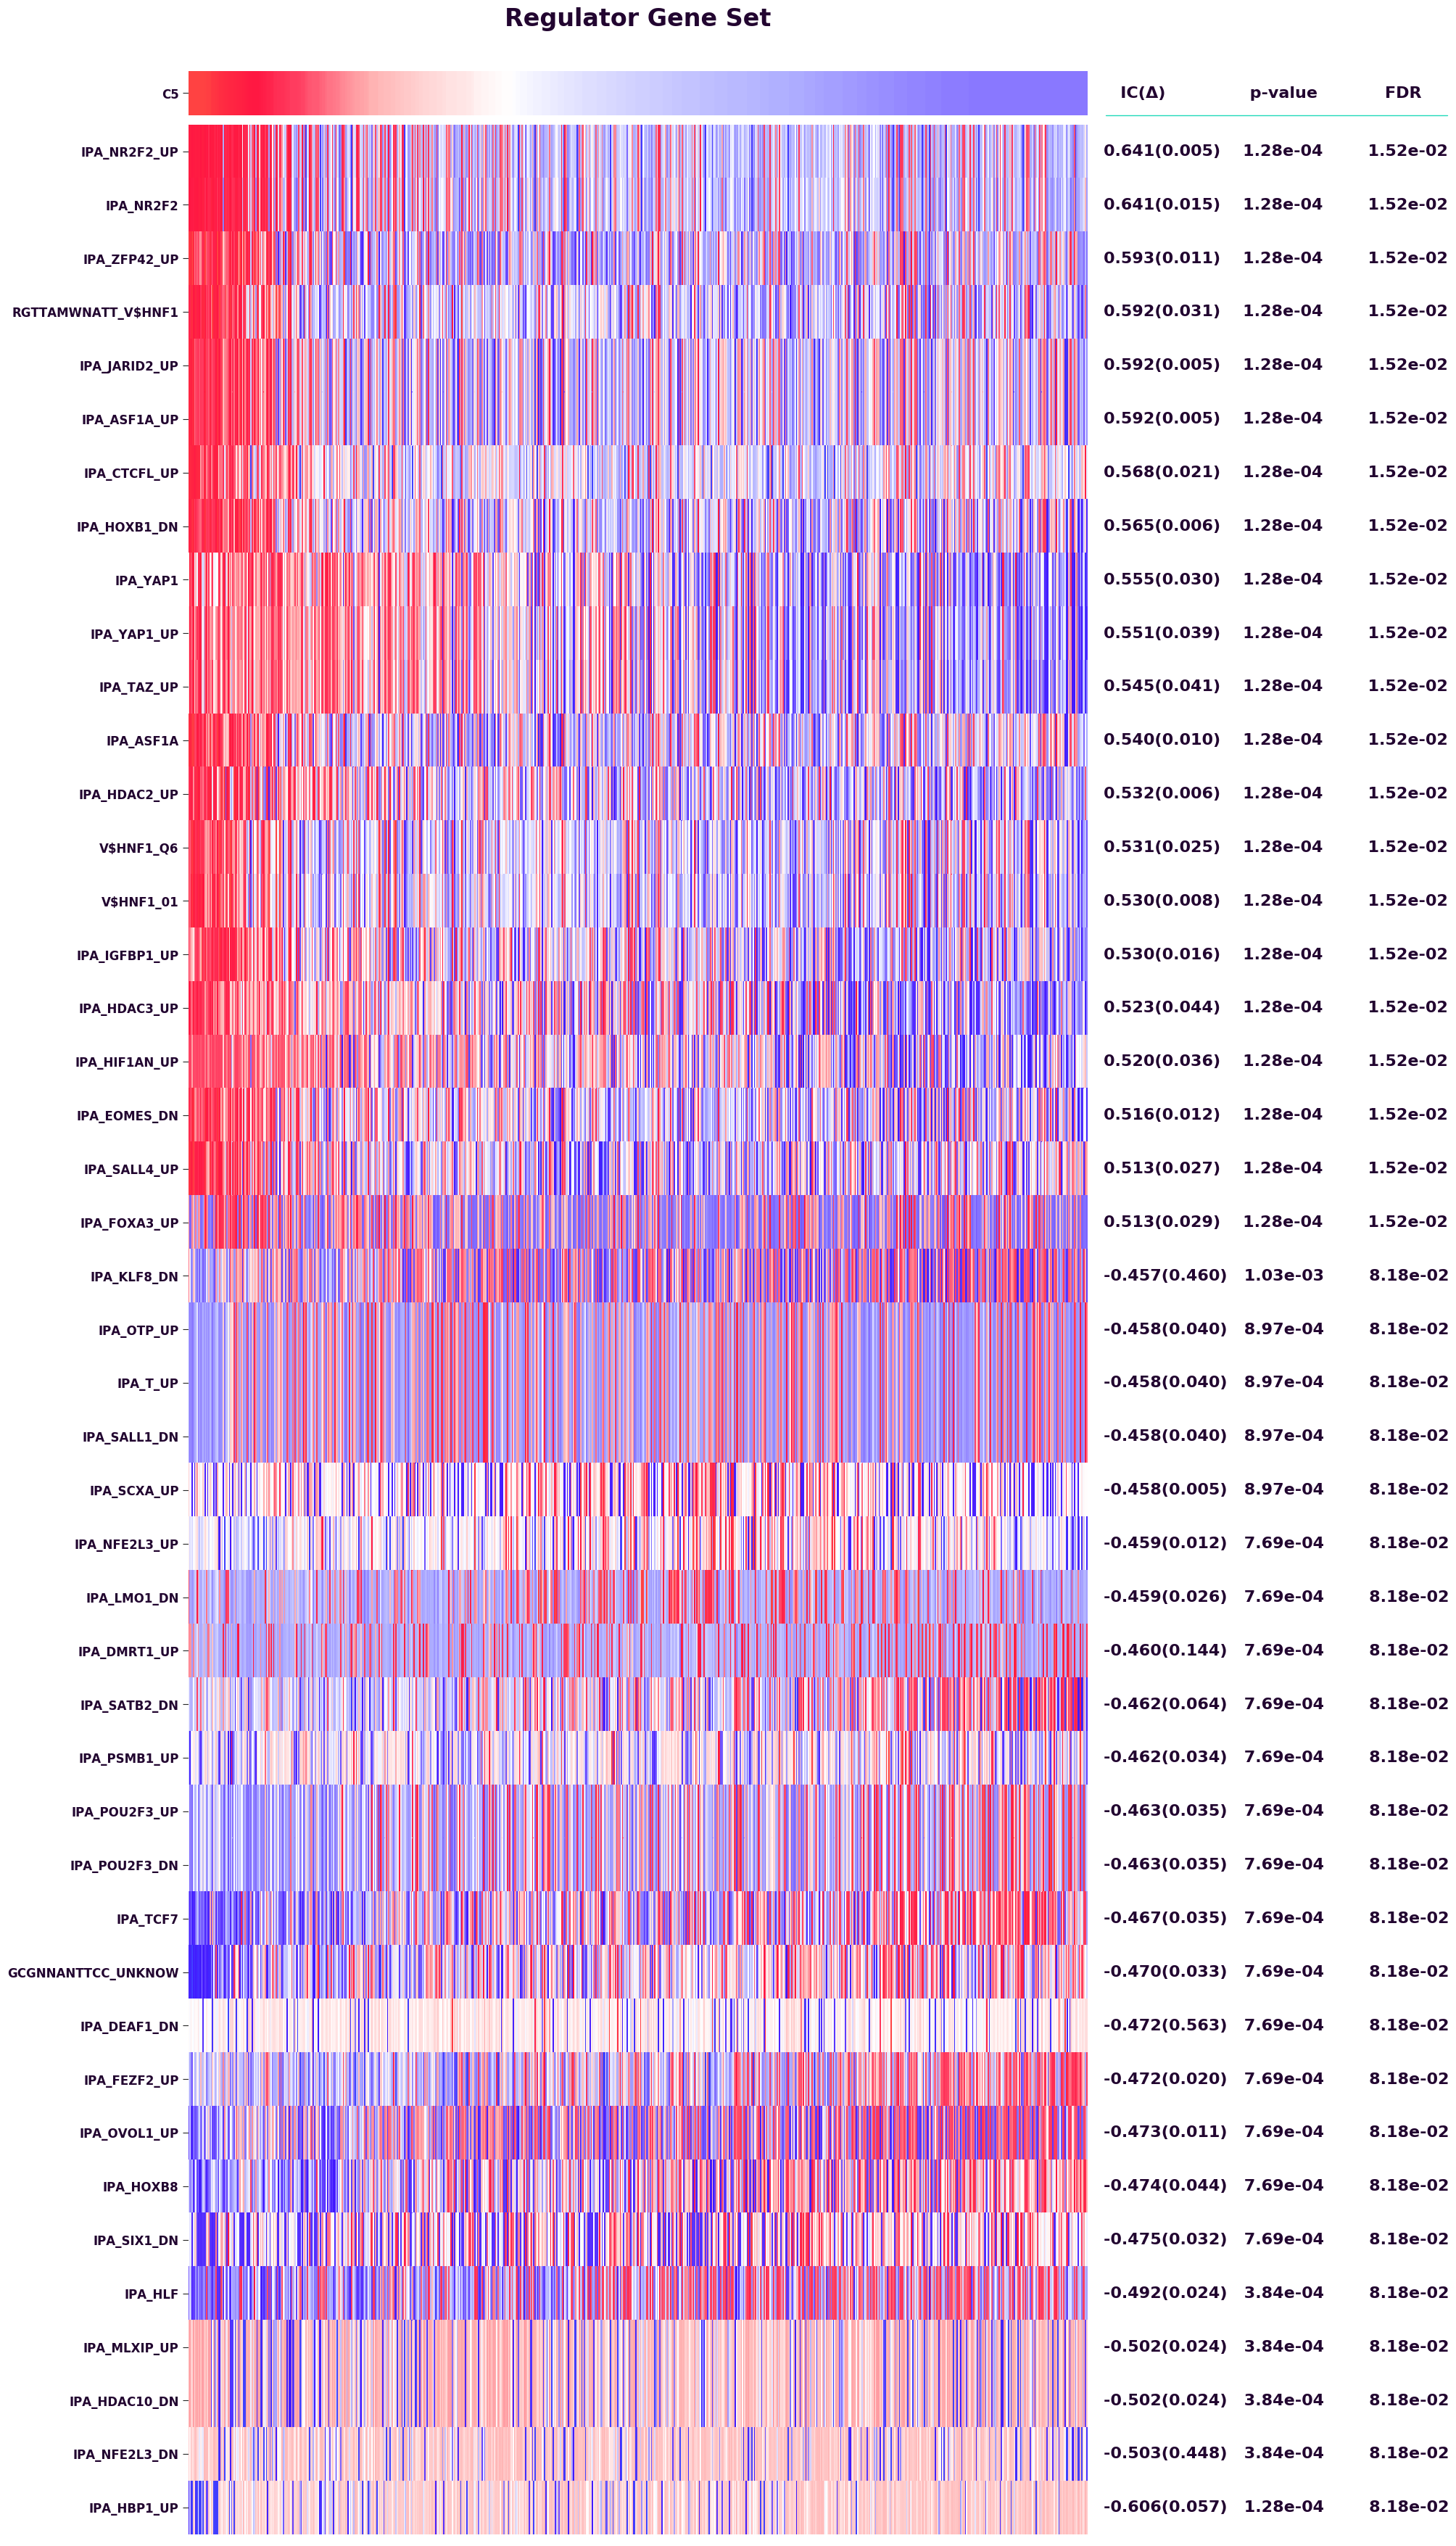 Regulator Gene Set
C5 IC(Δ) p-value FDR
IPA_NR2F2_UP 0.641(0.005) 1.28e-04 1.52e-02
IPA_NR2F2 0.641(0.015) 1.28e-04 1.52e-02
IPA_ZFP42_UP 0.593(0.011) 1.28e-04 1.52e-02
RGTTAMWNATT_V$HNF1 0.592(0.031) 1.28e-04 1.52e-02
IPA_JARID2_UP 0.592(0.005) 1.28e-04 1.52e-02
IPA_ASF1A_UP 0.592(0.005) 1.28e-04 1.52e-02
IPA_CTCFL_UP 0.568(0.021) 1.28e-04 1.52e-02
IPA_HOXB1_DN 0.565(0.006) 1.28e-04 1.52e-02
IPA_YAP1 0.555(0.030) 1.28e-04 1.52e-02
IPA_YAP1_UP 0.551(0.039) 1.28e-04 1.52e-02
IPA_TAZ_UP 0.545(0.041) 1.28e-04 1.52e-02
IPA_ASF1A 0.540(0.010) 1.28e-04 1.52e-02
IPA_HDAC2_UP 0.532(0.006) 1.28e-04 1.52e-02
V$HNF1_Q6 0.531(0.025) 1.28e-04 1.52e-02
V$HNF1_01 0.530(0.008) 1.28e-04 1.52e-02
IPA_IGFBP1_UP 0.530(0.016) 1.28e-04 1.52e-02
IPA_HDAC3_UP 0.523(0.044) 1.28e-04 1.52e-02
IPA_HIF1AN_UP 0.520(0.036) 1.28e-04 1.52e-02
IPA_EOMES_DN 0.516(0.012) 1.28e-04 1.52e-02
IPA_SALL4_UP 0.513(0.027) 1.28e-04 1.52e-02
IPA_FOXA3_UP 0.513(0.029) 1.28e-04 1.52e-02
IPA_KLF8_DN -0.457(0.460) 1.03e-03 8.18e-02
IPA_OTP_UP -0.458(0.040) 8.97e-04 8.18e-02
IPA_T_UP -0.458(0.040) 8.97e-04 8.18e-02
IPA_SALL1_DN -0.458(0.040) 8.97e-04 8.18e-02
IPA_SCXA_UP -0.458(0.005) 8.97e-04 8.18e-02
IPA_NFE2L3_UP -0.459(0.012) 7.69e-04 8.18e-02
IPA_LMO1_DN -0.459(0.026) 7.69e-04 8.18e-02
IPA_DMRT1_UP -0.460(0.144) 7.69e-04 8.18e-02
IPA_SATB2_DN -0.462(0.064) 7.69e-04 8.18e-02
IPA_PSMB1_UP -0.462(0.034) 7.69e-04 8.18e-02
IPA_POU2F3_UP -0.463(0.035) 7.69e-04 8.18e-02
IPA_POU2F3_DN -0.463(0.035) 7.69e-04 8.18e-02
IPA_TCF7 -0.467(0.035) 7.69e-04 8.18e-02
GCGNNANTTCC_UNKNOW -0.470(0.033) 7.69e-04 8.18e-02
IPA_DEAF1_DN -0.472(0.563) 7.69e-04 8.18e-02
IPA_FEZF2_UP -0.472(0.020) 7.69e-04 8.18e-02
IPA_OVOL1_UP -0.473(0.011) 7.69e-04 8.18e-02
IPA_HOXB8 -0.474(0.044) 7.69e-04 8.18e-02
IPA_SIX1_DN -0.475(0.032) 7.69e-04 8.18e-02
IPA_HLF -0.492(0.024) 3.84e-04 8.18e-02
IPA_MLXIP_UP -0.502(0.024) 3.84e-04 8.18e-02
IPA_HDAC10_DN -0.502(0.024) 3.84e-04 8.18e-02
IPA_NFE2L3_DN -0.503(0.448) 3.84e-04 8.18e-02
IPA_HBP1_UP -0.606(0.057) 1.28e-04 8.18e-02